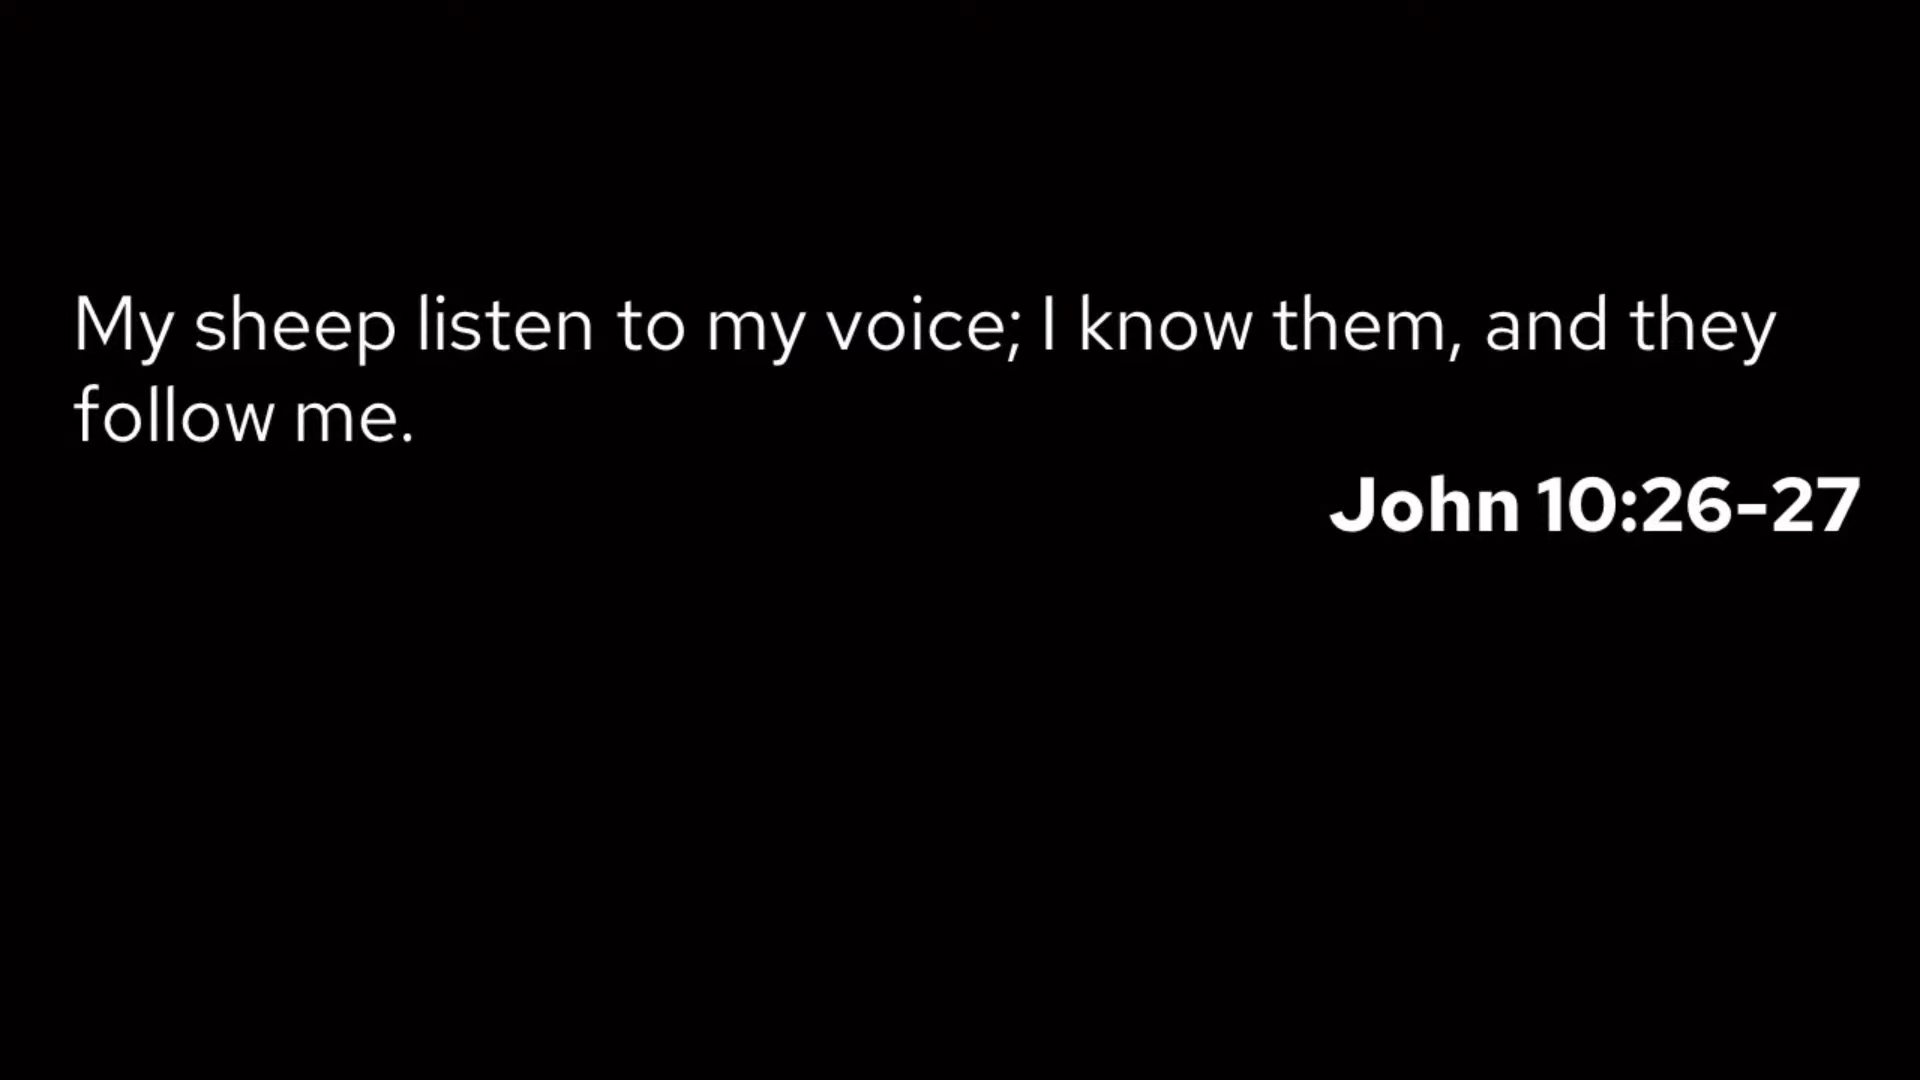 My sheep listen to my voice; I know them, and they
follow me.
John 10:26-27